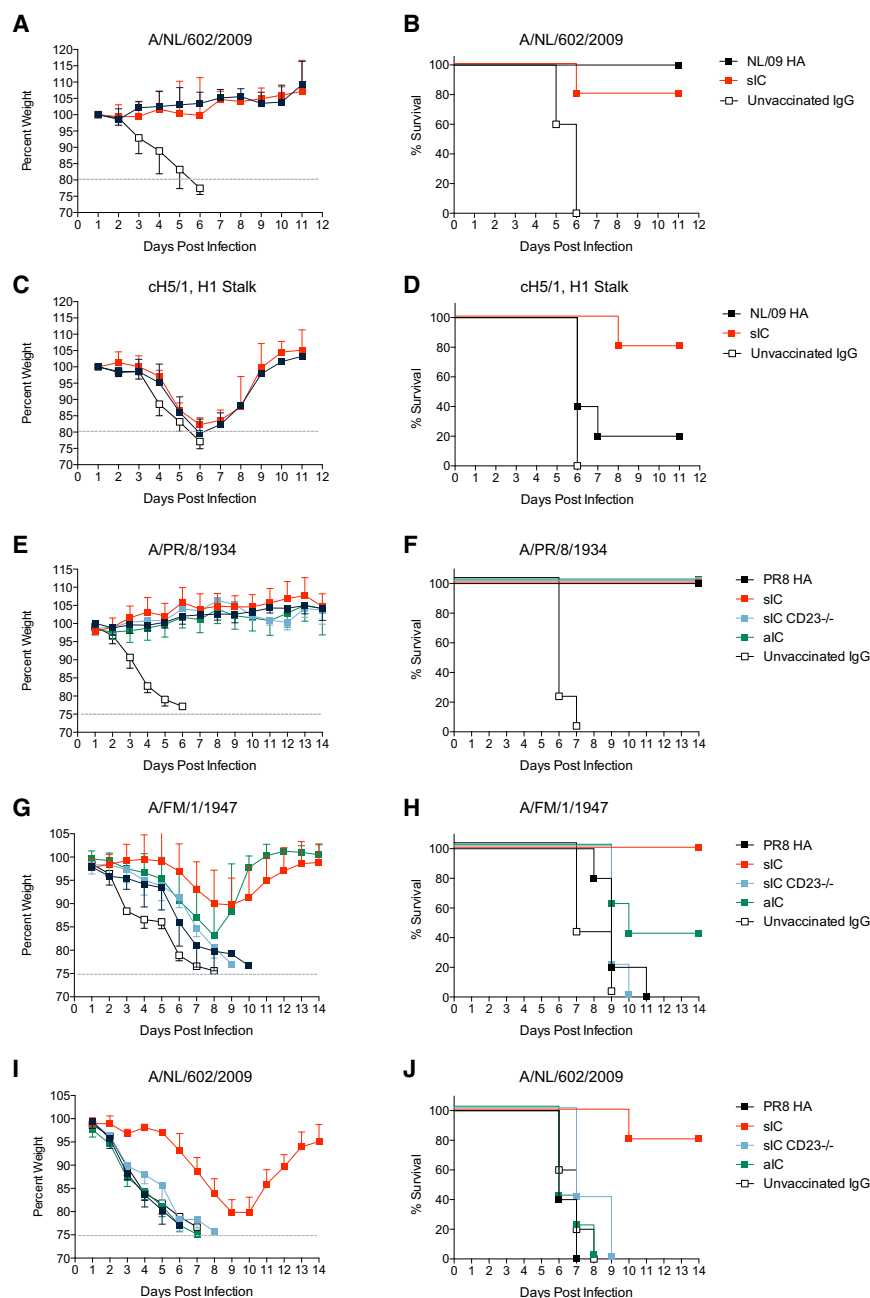 A
A/NL/602/2009
120
115
110
105
100
95
90
85
80
75
70
Percent Weight
0 1 2 3 4 5 6 7 8 9 10 11 12
Days Post Infection
B
A/NL/602/2009
100
80
60
40
20
0
% Survival
0 1 2 3 4 5 6 7 8 9 10 11 12
Days Post Infection
NL/09 HA
sIC
Unvaccinated IgG
C
cH5/1, H1 Stalk
120
115
110
105
100
95
90
85
80
75
70
Percent Weight
0 1 2 3 4 5 6 7 8 9 10 11 12
Days Post Infection
D
100
80
60
40
20
0
% Survival
0 1 2 3 4 5 6 7 8 9 10 11 12
Days Post Infection
NL/09 HA
sIC
Unvaccinated IgG
E
A/PR/8/1934
115
110
105
100
95
90
85
80
75
70
Percent Weight
0 1 2 3 4 5 6 7 8 9 10 11 12 13 14
Days Post Infection
F
A/PR/8/1934
100
80
60
40
20
0
% Survival
0 1 2 3 4 5 6 7 8 9 10 11 12 13 14
Days Post Infection
PR8 HA
sIC
sIC CD23-/-
aIC
Unvaccinated IgG
G
A/FM/1/1947
105
100
95
90
85
80
75
70
Percent Weight
0 1 2 3 4 5 6 7 8 9 10 11 12 13 14
Days Post Infection
H
A/FM/1/1947
100
80
60
40
20
0
% Survival
0 1 2 3 4 5 6 7 8 9 10 11 12 13 14
Days Post Infection
PR8 HA
sIC
sIC CD23-/-
aIC
Unvaccinated IgG
I
A/NL/602/2009
105
100
95
90
85
80
75
70
Percent Weight
0 1 2 3 4 5 6 7 8 9 10 11 12 13 14
Days Post Infection
J
A/NL/602/2009
100
80
60
40
20
0
% Survival
0 1 2 3 4 5 6 7 8 9 10 11 12 13 14
Days Post Infection
PR8 HA
sIC
sIC CD23-/-
aIC
Unvaccinated IgG